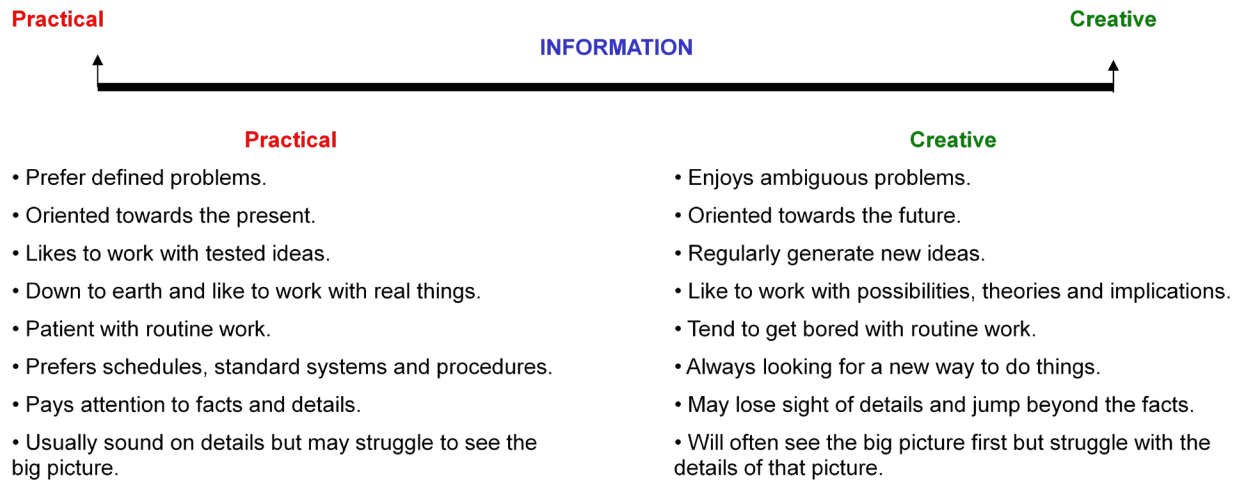 Practical
Creative
INFORMATION
Practical
• Prefer defined problems.
• Oriented towards the present.
• Likes to work with tested ideas.
• Down to earth and like to work with real things.
• Patient with routine work.
• Prefers schedules, standard systems and procedures.
• Pays attention to facts and details.
• Usually sound on details but may struggle to see the
big picture.
Creative
• Enjoys ambiguous problems.
• Oriented towards the future.
• Regularly generate new ideas.
• Like to work with possibilities, theories and implications.
• Tend to get bored with routine work.
• Always looking for a new way to do things.
• May lose sight of details and jump beyond the facts.
• Will often see the big picture first but struggle with the
details of that picture.